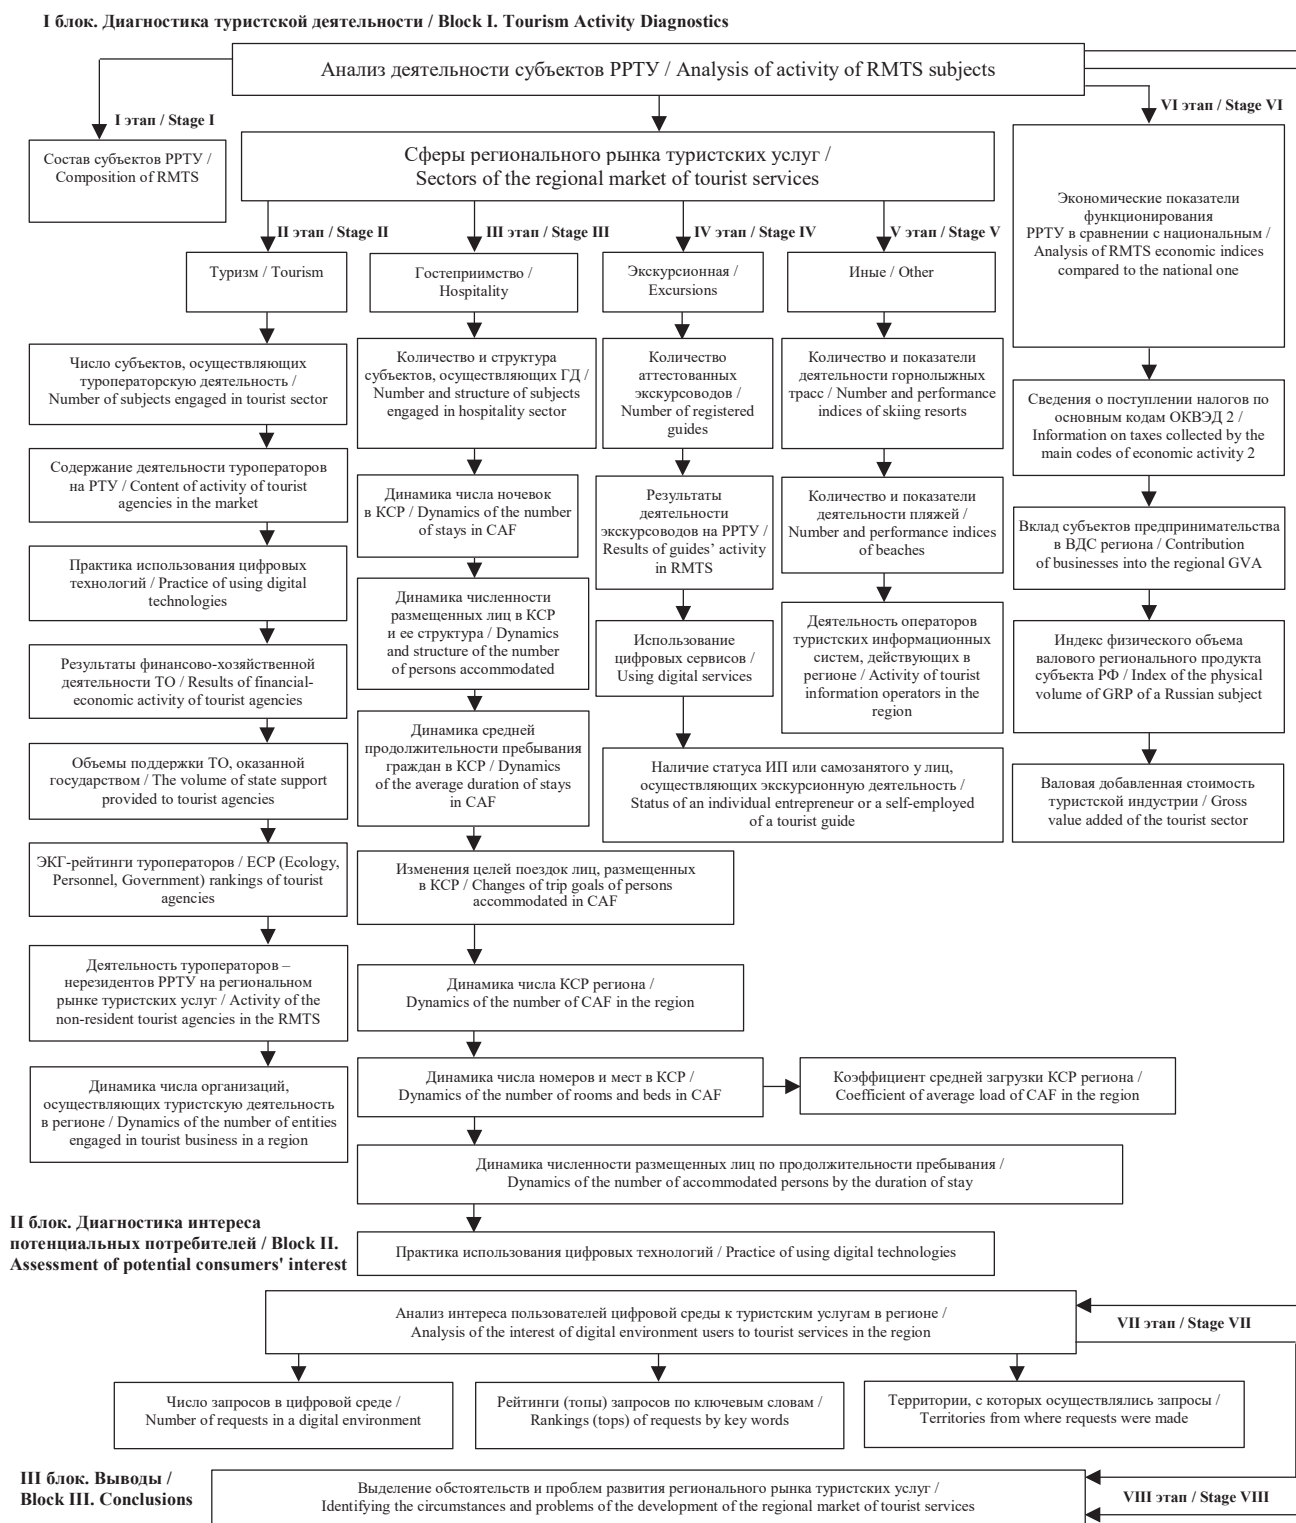 I блок. Диагностика туристской деятельности / Block I. Tourism Activity Diagnostics
Анализ деятельности субъектов РРТУ / Analysis of activity of RMTS subjects
I этап / Stage I
VI этап / Stage VI
Состав субъектов РРТУ /
Composition of RMTS
Сферы регионального рынка туристских услуг /
Sectors of the regional market of tourist services
Экономические показатели
функционирования
РРТУ в сравнении с национальным /
Analysis of RMTS economic indices
compared to the national one
II этап / Stage II
III этап / Stage III
IV этап / Stage IV
V этап / Stage V
Туризм / Tourism
Гостеприимство /
Hospitality
Экскурсионная /
Excursions
Иные / Other
Число субъектов, осуществляющих
туроператорскую деятельность /
Number of subjects engaged in tourist sector
Количество и структура
субъектов, осуществляющих ГД /
Number and structure of subjects
engaged in hospitality sector
Количество
аттестованных
экскурсоводов /
Number of registered
guides
Количество и показатели
деятельности горнолыжных
трасс / Number and performance
indices of skiing resorts
Сведения о поступлении налогов по
основным кодам ОКВЭД 2 /
Information on taxes collected by the
main codes of economic activity 2
Содержание деятельности туроператоров
на РТУ / Content of activity of tourist
agencies in the market
Динамика числа ночевок
в КСР / Dynamics of the number
of stays in CAF
Результаты
деятельности
экскурсоводов на РРТУ /
Results of guides' activity
in RMTS
Количество и показатели
деятельности пляжей /
Number and performance indices
of beaches
Вклад субъектов предпринимательства
в ВДС региона / Contribution
of businesses into the regional GVA
Практика использования цифровых
технологий / Practice of using digital
technologies
Динамика численности
размещенных лиц в КСР
и ее структура / Dynamics
and structure of the number
of persons accommodated
Использование
цифровых сервисов /
Using digital services
Деятельность операторов
туристских информационных
систем, действующих в
регионе / Activity of tourist
information operators in the
region
Индекс физического объема
валового регионального продукта
субъекта РФ / Index of the physical
volume of GRP of a Russian subject
Результаты финансово-хозяйственной
деятельности ТО / Results of financial-
economic activity of tourist agencies
Динамика средней
продолжительности пребывания
граждан в КСР / Dynamics
of the average duration of stays
in CAF
Наличие статуса ИП или самозанятого у лиц,
осуществляющих экскурсионную деятельность /
Status of an individual entrepreneur or a self-employed
of a tourist guide
Валовая добавленная стоимость
туристской индустрии / Gross
value added of the tourist sector
Объемы поддержки ТО, оказанной
государством / The volume of state support
provided to tourist agencies
ЭКГ-рейтинги туроператоров / ECP (Ecology,
Personnel, Government) rankings of tourist
agencies
Изменения целей поездок лиц, размещенных
в КСР / Changes of trip goals of persons
accommodated in CAF
Деятельность туроператоров –
нерезидентов РРТУ на региональном
рынке туристских услуг / Activity of the
non-resident tourist agencies in the RMTS
Динамика числа КСР региона /
Dynamics of the number of CAF in the region
Динамика числа организаций,
осуществляющих туристскую деятельность
в регионе / Dynamics of the number of entities
engaged in tourist business in a region
Динамика числа номеров и мест в КСР /
Dynamics of the number of rooms and beds in CAF
Коэффициент средней загрузки КСР региона /
Coefficient of average load of CAF in the region
Динамика численности размещенных лиц по продолжительности пребывания /
Dynamics of the number of accommodated persons by the duration of stay
Практика использования цифровых технологий / Practice of using digital technologies
II блок. Диагностика интереса
потенциальных потребителей / Block II.
Assessment of potential consumers' interest
Анализ интереса пользователей цифровой среды к туристским услугам в регионе /
Analysis of the interest of digital environment users to tourist services in the region
VII этап / Stage VII
Число запросов в цифровой среде /
Number of requests in a digital environment
Рейтинги (топы) запросов по ключевым словам /
Rankings (tops) of requests by key words
Территории, с которых осуществлялись запросы /
Territories from where requests were made
III блок. Выводы /
Block III. Conclusions
Выделение обстоятельств и проблем развития регионального рынка туристских услуг /
Identifying the circumstances and problems of the development of the regional market of tourist services
VIII этап / Stage VIII